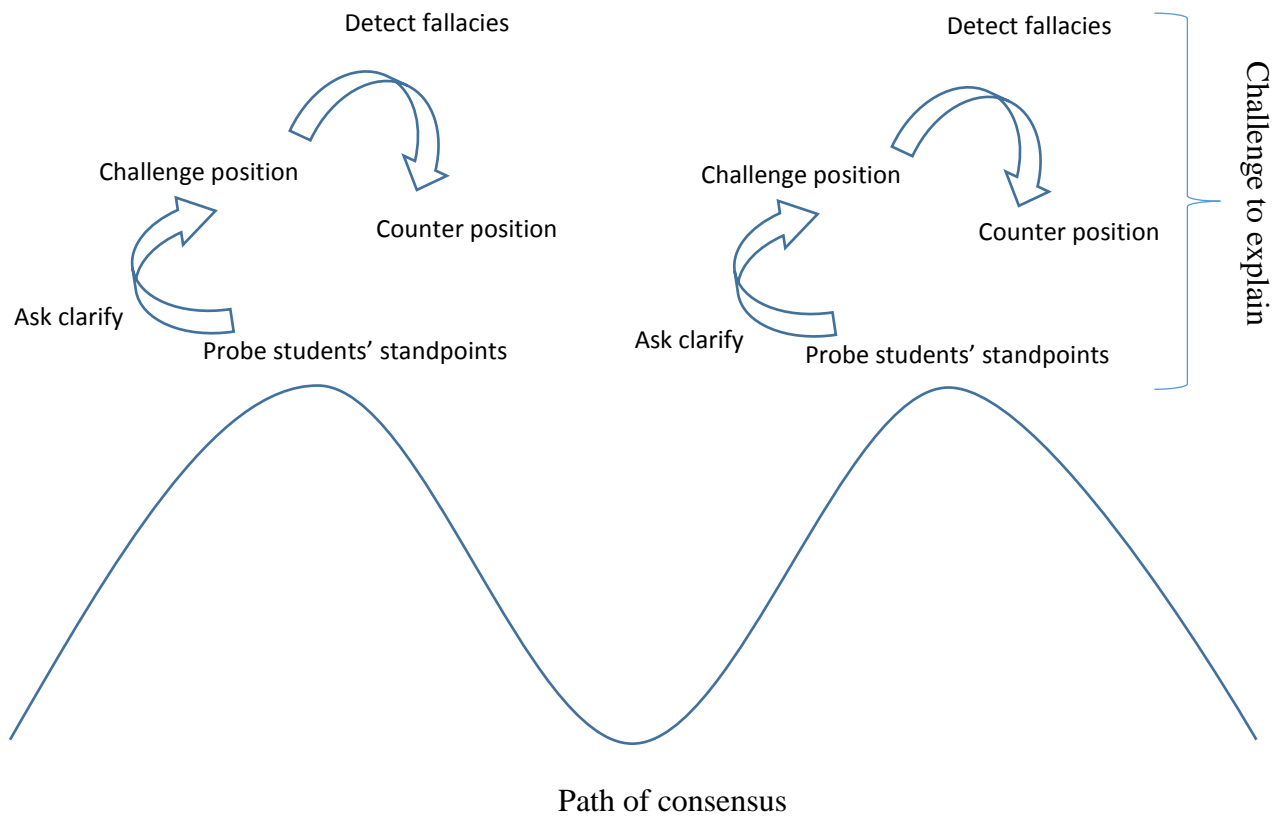 Detect fallacies
Challenge position
Counter position
Ask clarify
Probe students’ standpoints
Detect fallacies
Challenge position
Counter position
Ask clarify
Probe students’ standpoints
Challenge to explain
Path of consensus